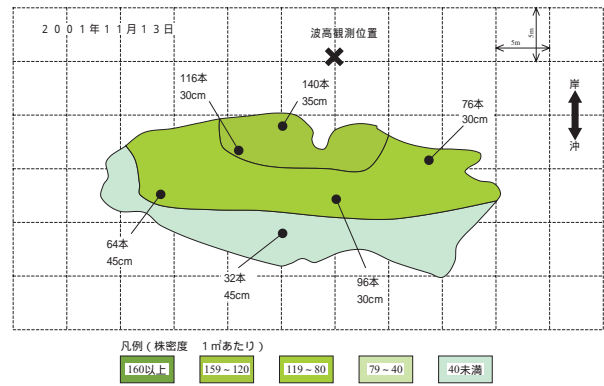 2001年11月13日
波高観測位置
5m
5m
116本
30cm
140本
35cm
76本
30cm
岸
沖
64本
45cm
32本
45cm
96本
30cm
凡例(株密度 1㎡あたり)
160以上
159~120
119~80
79~40
40未満